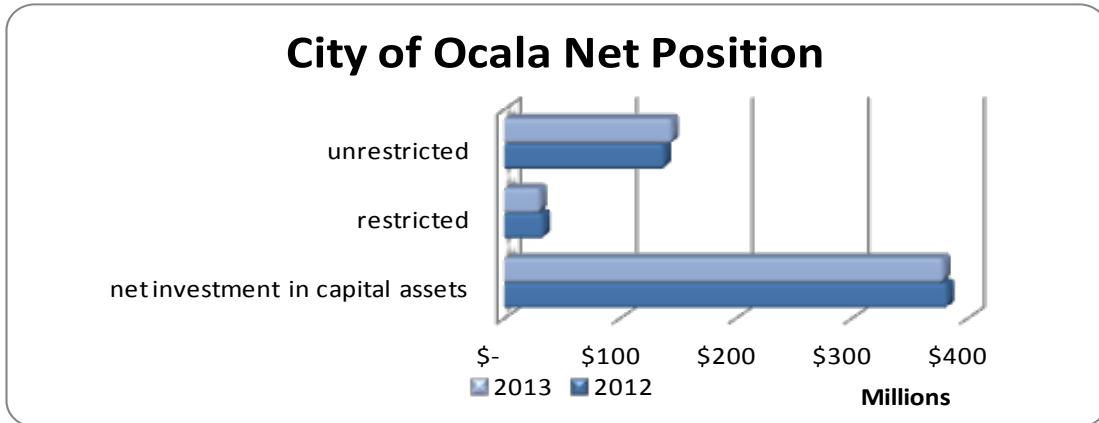 City of Ocala Net Position
unrestricted
restricted
net investment in capital assets
$- $100 $200 $300 $400
2013 2012
Millions